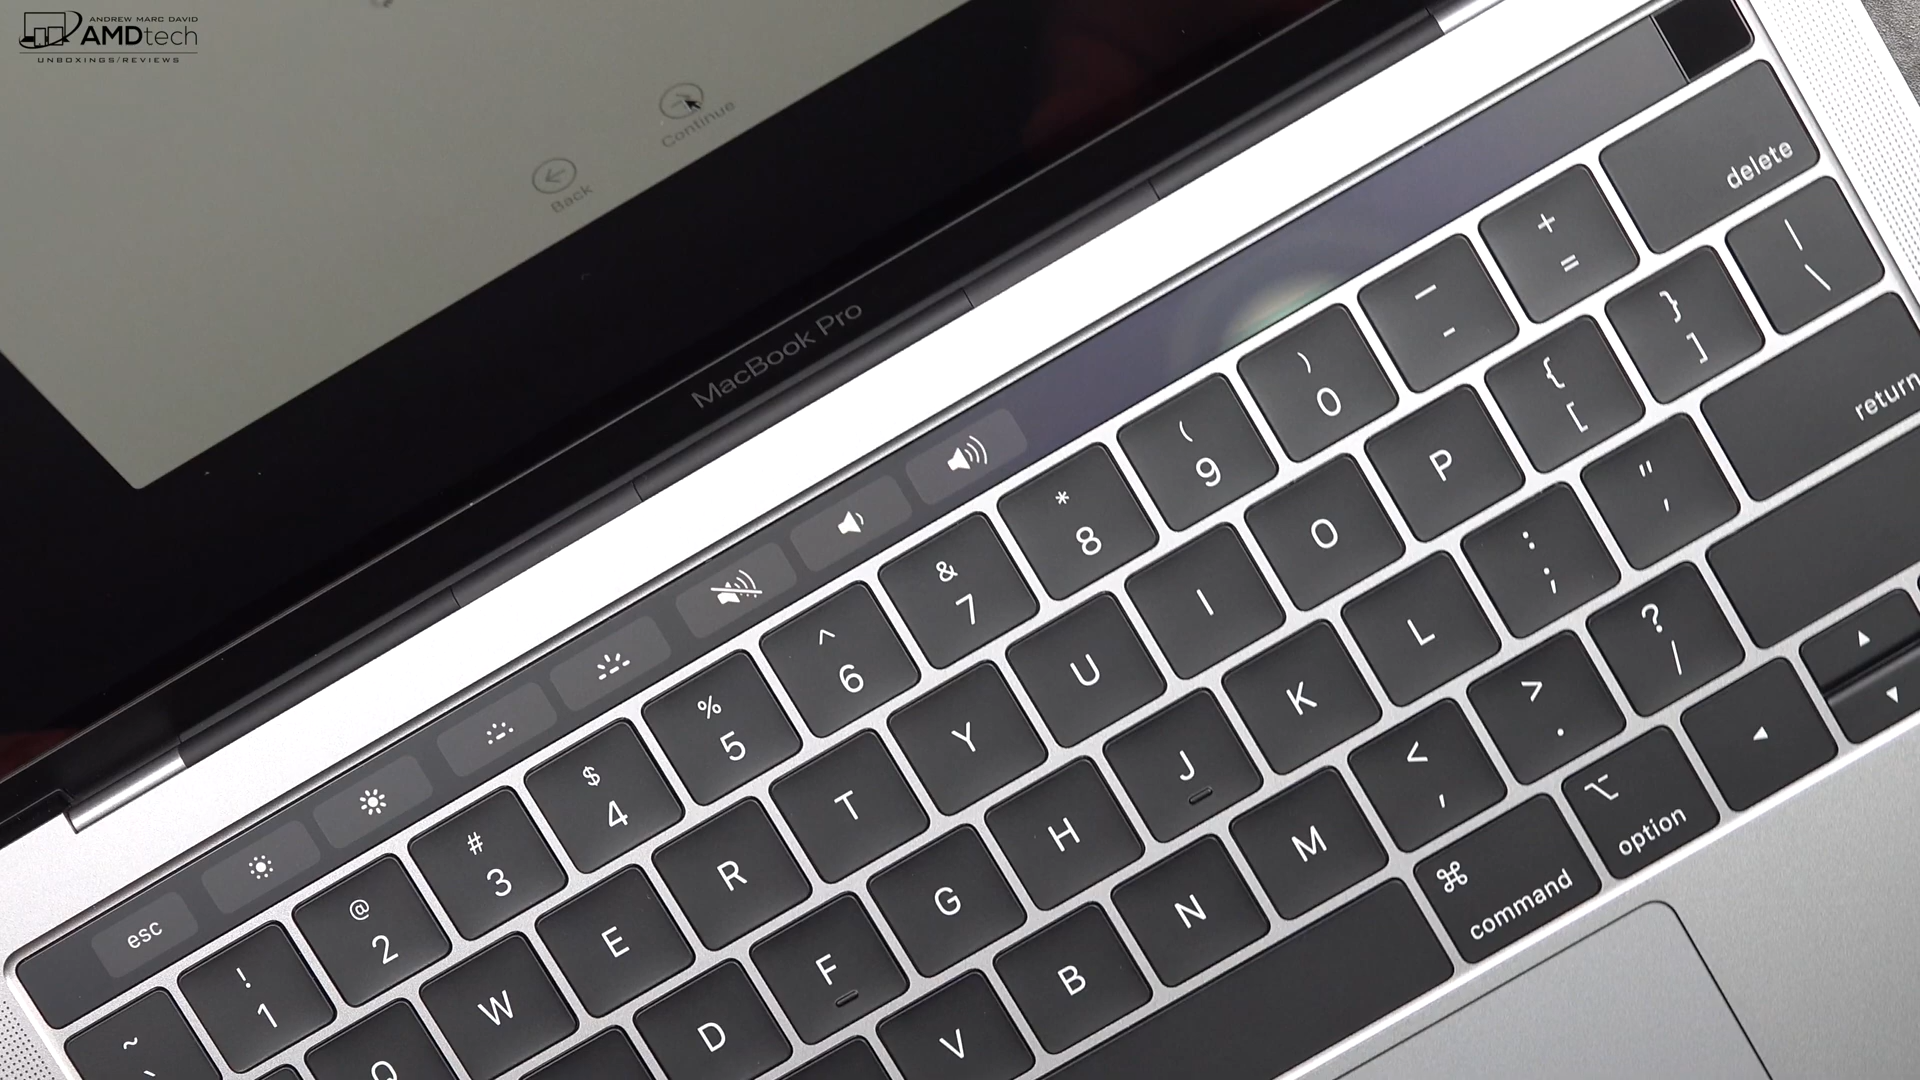 ANDREW MARC DAVID
AMDtech
UNBOXINGS/REVIEWS
Continue
Back
MacBook Pro
esc
~ ! @ # $ % ^ & * ( ) — +
` 1 2 3 4 5 6 7 8 9 0 - = delete
Q W E R T Y U I O P { [ } ] | \
D F G H J K L : ; " ' return
V B N M < , > . ? /
⌘ command ⌥ option ◀ ▲ ▼